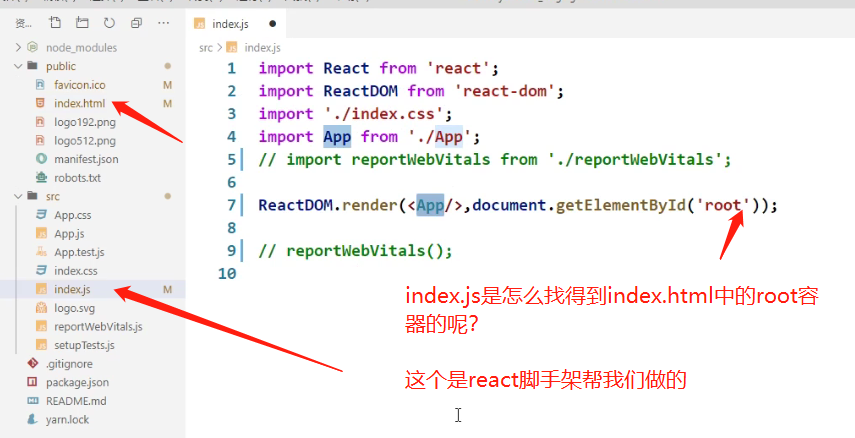 资...
index.js
node_modules
src > index.js
public
favicon.ico M
index.html M
logo192.png
logo512.png
manifest.json
robots.txt
src
App.css
App.js
App.test.js
index.css
index.js M
logo.svg
reportWebVitals.js
setupTests.js
.gitignore
package.json
README.md
yarn.lock
1 import React from 'react';
2 import ReactDOM from 'react-dom';
3 import './index.css';
4 import App from './App';
5 // import reportWebVitals from './reportWebVitals';
6
7 ReactDOM.render(<App/>,document.getElementById('root'));
8
9 // reportWebVitals();
10
index.js是怎么找得到index.html中的root容
器的呢?
这个是react脚手架帮我们做的